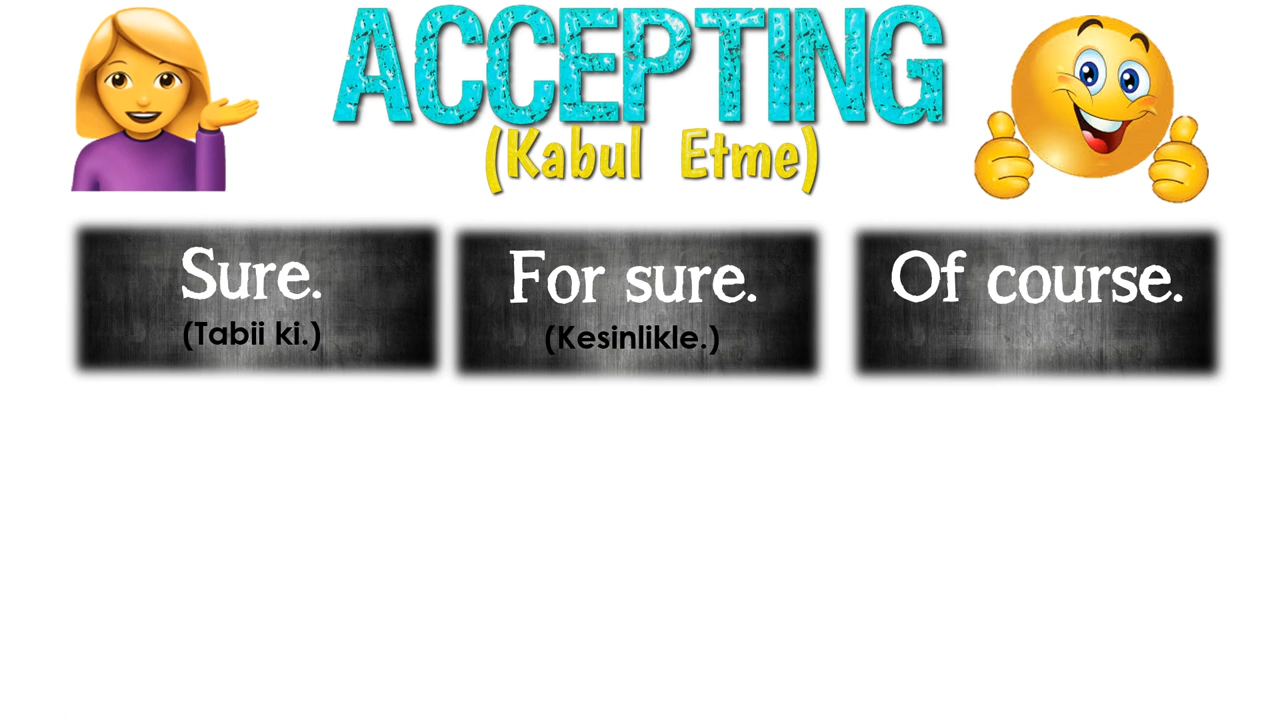 ACCEPTING
(Kabul Etme)
Sure.
(Tabii ki.)
For sure.
(Kesinlikle.)
Of course.